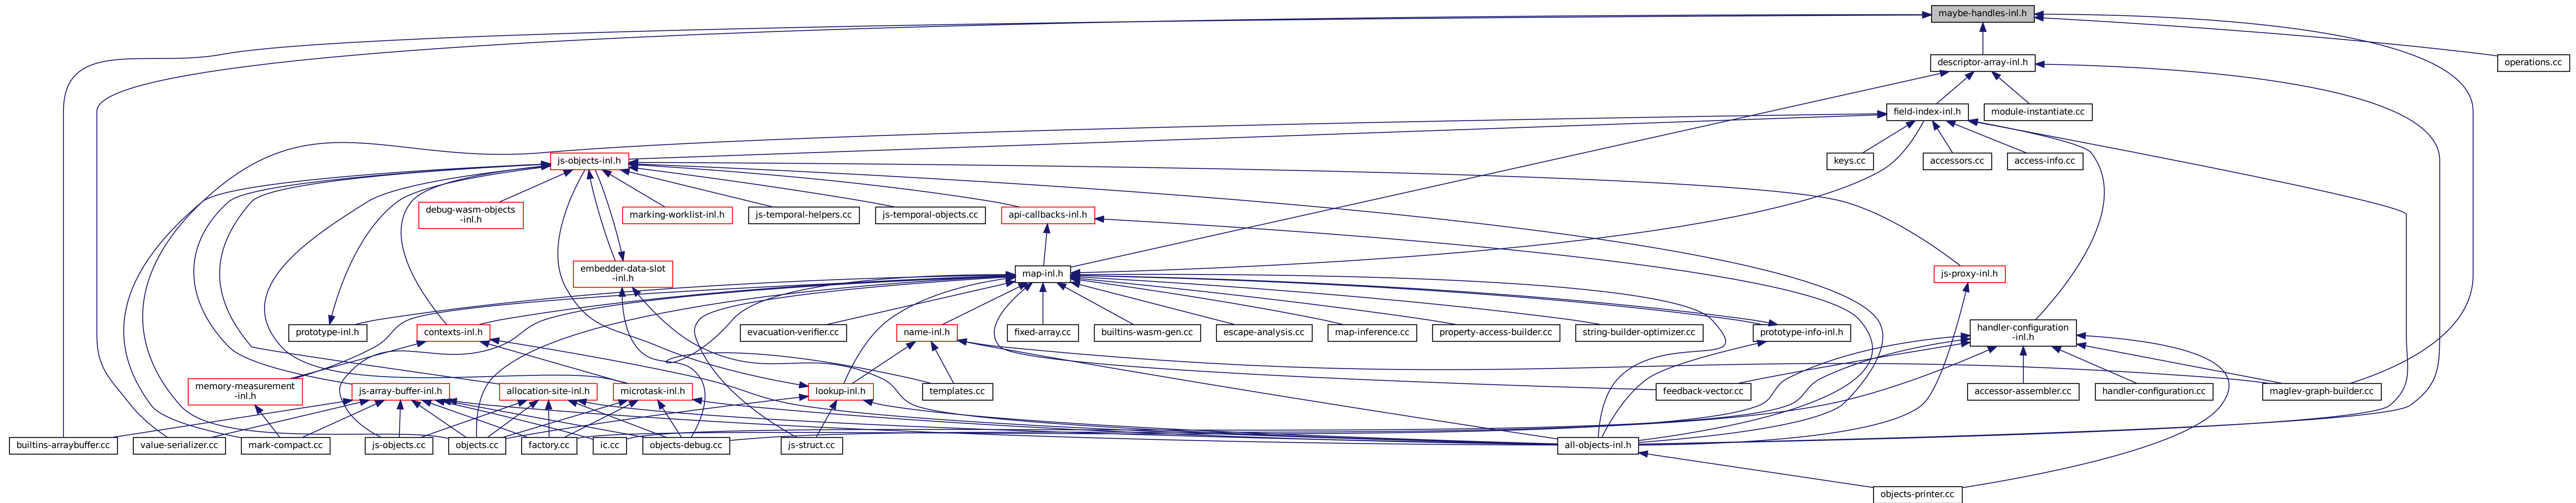 maybe-handles-inl.h
descriptor-array-inl.h
operations.cc
field-index-inl.h
module-instantiate.cc
js-objects-inl.h
keys.cc
accessors.cc
access-info.cc
debug-wasm-objects
-inl.h
marking-worklist-inl.h
js-temporal-helpers.cc
js-temporal-objects.cc
api-callbacks-inl.h
embedder-data-slot
-inl.h
map-inl.h
js-proxy-inl.h
prototype-inl.h
contexts-inl.h
evacuation-verifier.cc
name-inl.h
fixed-array.cc
builtins-wasm-gen.cc
escape-analysis.cc
map-inference.cc
property-access-builder.cc
string-builder-optimizer.cc
prototype-info-inl.h
handler-configuration
-inl.h
memory-measurement
-inl.h
js-array-buffer-inl.h
allocation-site-inl.h
microtask-inl.h
lookup-inl.h
templates.cc
feedback-vector.cc
accessor-assembler.cc
handler-configuration.cc
maglev-graph-builder.cc
builtins-arraybuffer.cc
value-serializer.cc
mark-compact.cc
js-objects.cc
objects.cc
factory.cc
ic.cc
objects-debug.cc
js-struct.cc
all-objects-inl.h
objects-printer.cc